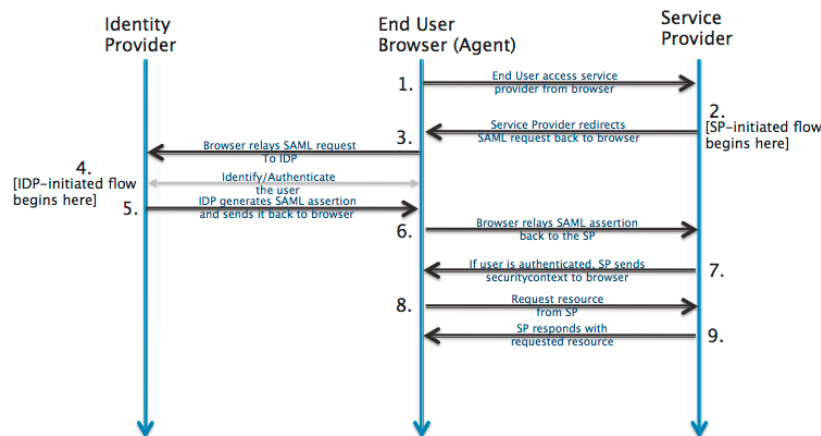 Identity
Provider
End User
Browser (Agent)
Service
Provider
1.
End User access service
provider from browser
2.
[SP-initiated flow
begins here]
Service Provider redirects
SAML request back to browser
3.
Browser relays SAML request
To IDP
4.
[IDP-initiated flow
begins here]
Identify/Authenticate
the user
5.
IDP generates SAML assertion
and sends it back to browser
6.
Browser relays SAML assertion
back to the SP
If user is authenticated, SP sends
securitycontext to browser
7.
8.
Request resource
from SP
SP responds with
requested resource
9.